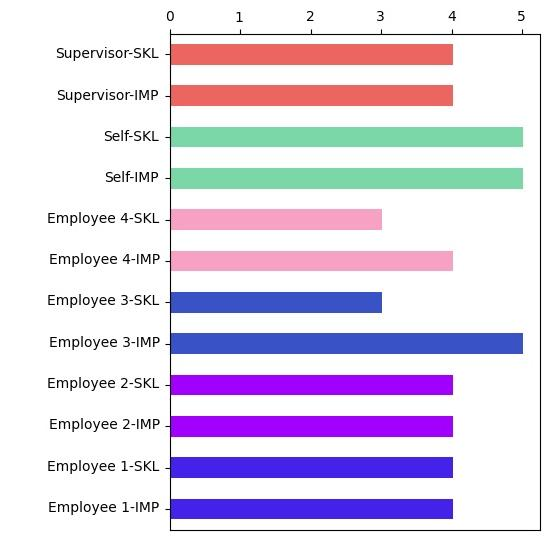 0 1 2 3 4 5
Supervisor-SKL
Supervisor-IMP
Self-SKL
Self-IMP
Employee 4-SKL
Employee 4-IMP
Employee 3-SKL
Employee 3-IMP
Employee 2-SKL
Employee 2-IMP
Employee 1-SKL
Employee 1-IMP